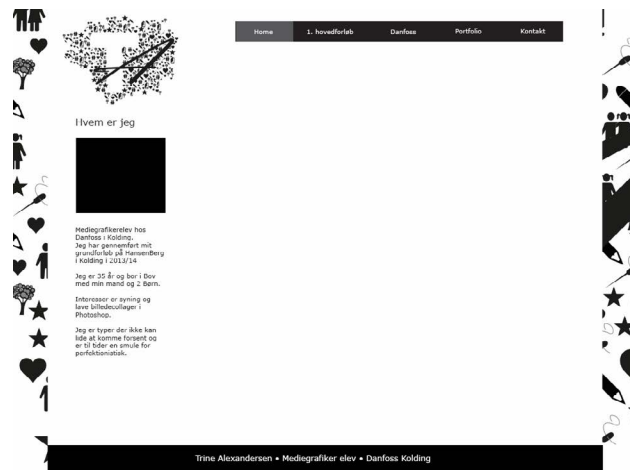 Home 1. hovedforløb Danfoss Portfolio Kontakt
Hvem er jeg
Mediegrafikerelev hos
Danfoss i Kolding.
Jeg har gennemført mit
grundforløb på HansenBerg
i Kolding i 2013/14
Jeg er 35 år og bor i Bov
med min mand og 2 Børn.
Interesser er syning og
lave billedecollager i
Photoshop.
Jeg er typer der ikke kan
lide at komme forsent og
er til tider en smule for
perfektionistisk.
Trine Alexandersen • Mediegrafiker elev • Danfoss Kolding